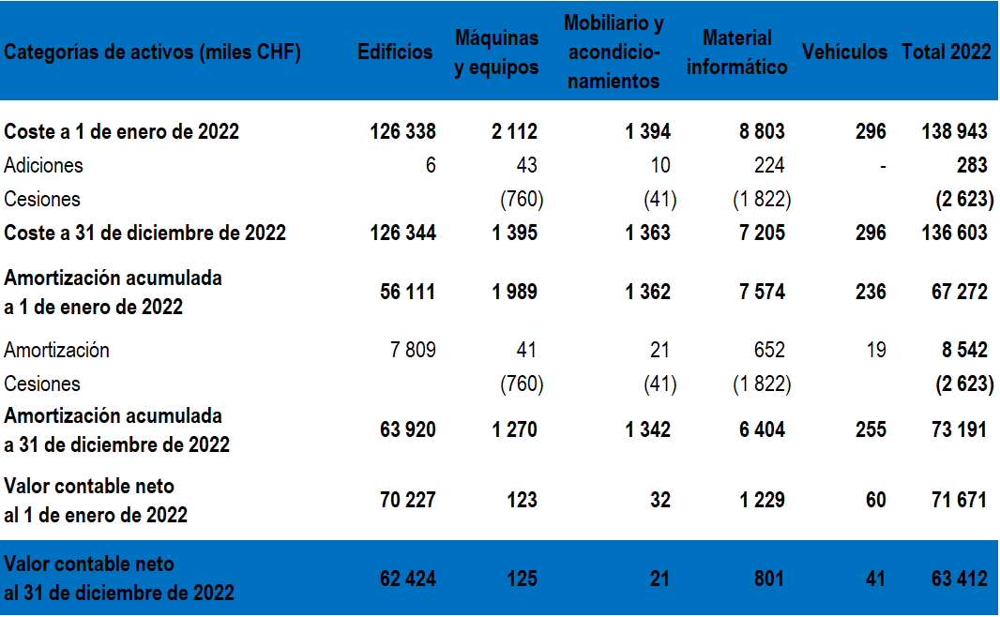 Categorías de activos (miles CHF) Edificios Máquinas y equipos Mobiliario y acondicio-namientos Material informático Vehículos Total 2022
Coste a 1 de enero de 2022 126 338 2 112 1 394 8 803 296 138 943
Adiciones 6 43 10 224 - 283
Cesiones (760) (41) (1 822) (2 623)
Coste a 31 de diciembre de 2022 126 344 1 395 1 363 7 205 296 136 603
Amortización acumulada
a 1 de enero de 2022 56 111 1 989 1 362 7 574 236 67 272
Amortización 7 809 41 21 652 19 8 542
Cesiones (760) (41) (1 822) (2 623)
Amortización acumulada
a 31 de diciembre de 2022 63 920 1 270 1 342 6 404 255 73 191
Valor contable neto
al 1 de enero de 2022 70 227 123 32 1 229 60 71 671
Valor contable neto
al 31 de diciembre de 2022 62 424 125 21 801 41 63 412